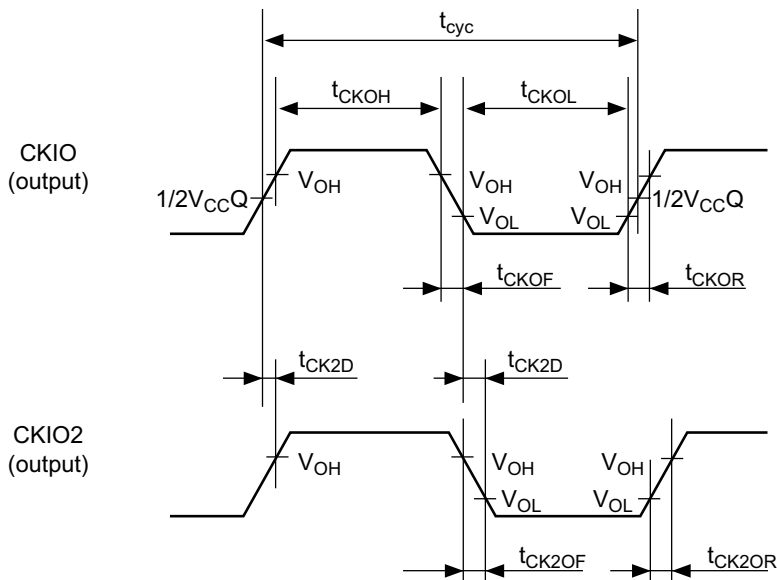 tcyc
tCKOH
tCKOL
CKIO
(output)
VOH
VOH
VOH
1/2VCCQ
1/2VCCQ
VOL
VOL
tCKOF
tCKOR
tCK2D
tCK2D
CKIO2
(output)
VOH
VOH
VOH
VOL
VOL
tCK2OF
tCK2OR